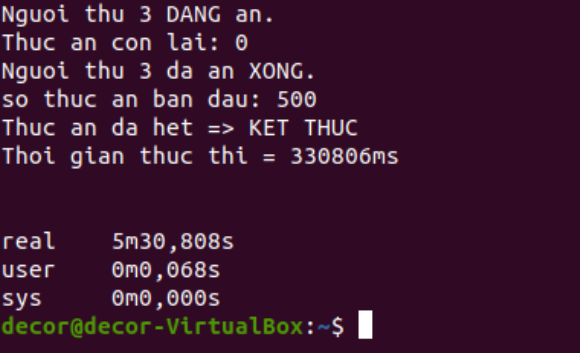 Nguoi thu 3 DANG an.
Thuc an con lai: 0
Nguoi thu 3 da an XONG.
so thuc an ban dau: 500
Thuc an da het => KET THUC
Thoi gian thuc thi = 330806ms
real    5m30,808s
user    0m0,068s
sys     0m0,000s
decor@decor-VirtualBox:~$